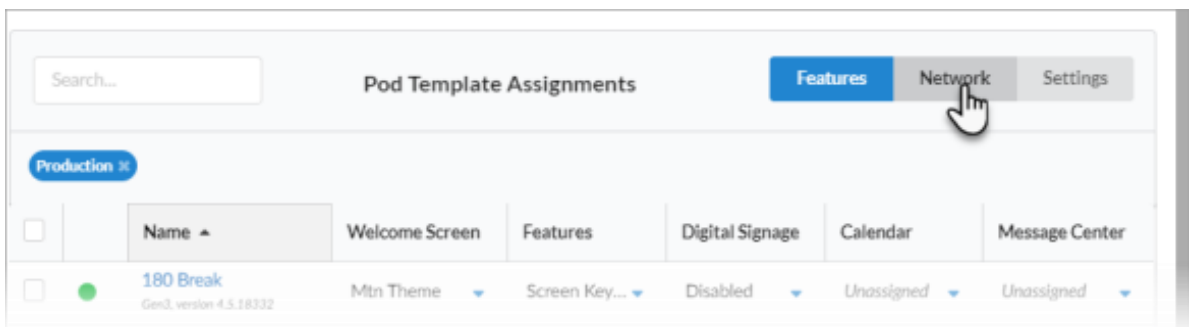 Search...
Pod Template Assignments
Features Network Settings
Production ×
Name Welcome Screen Features Digital Signage Calendar Message Center
180 Break
Gen3, version 4.5.18332
Mtn Theme Screen Key... Disabled Unassigned Unassigned